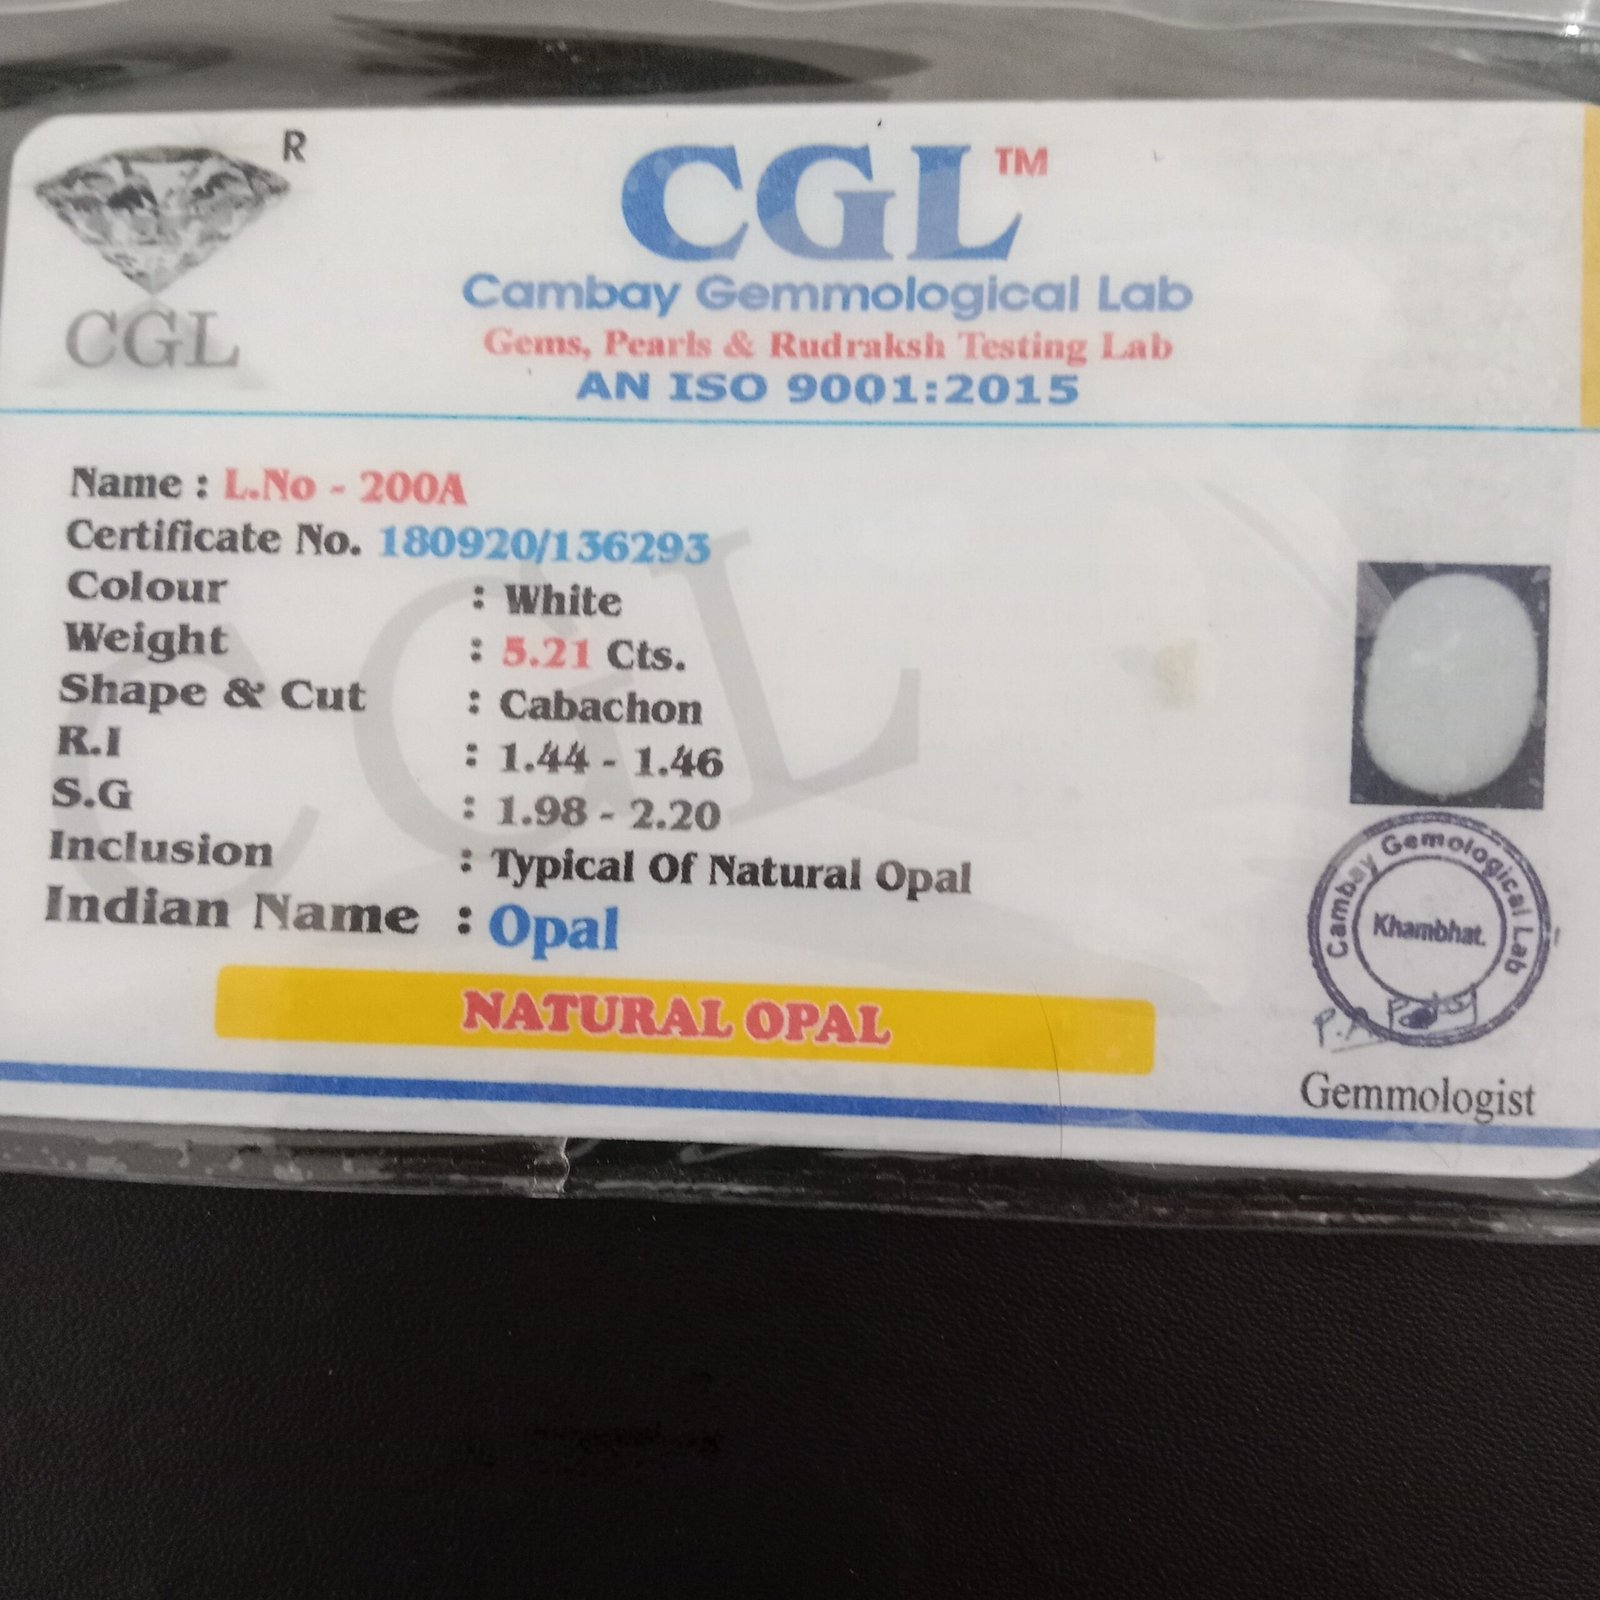 R
CGL
CGL™
Cambay Gemmological Lab
Gems, Pearls & Rudraksh Testing Lab
AN ISO 9001:2015
Name : L.No - 200A
Certificate No. 180920/136293
Colour : White
Weight : 5.21 Cts.
Shape & Cut : Cabachon
R.I : 1.44 - 1.46
S.G : 1.98 - 2.20
Inclusion : Typical Of Natural Opal
Indian Name : Opal
NATURAL OPAL
CGL
Cambay Gemological Lab
Khambhat.
Gemmologist